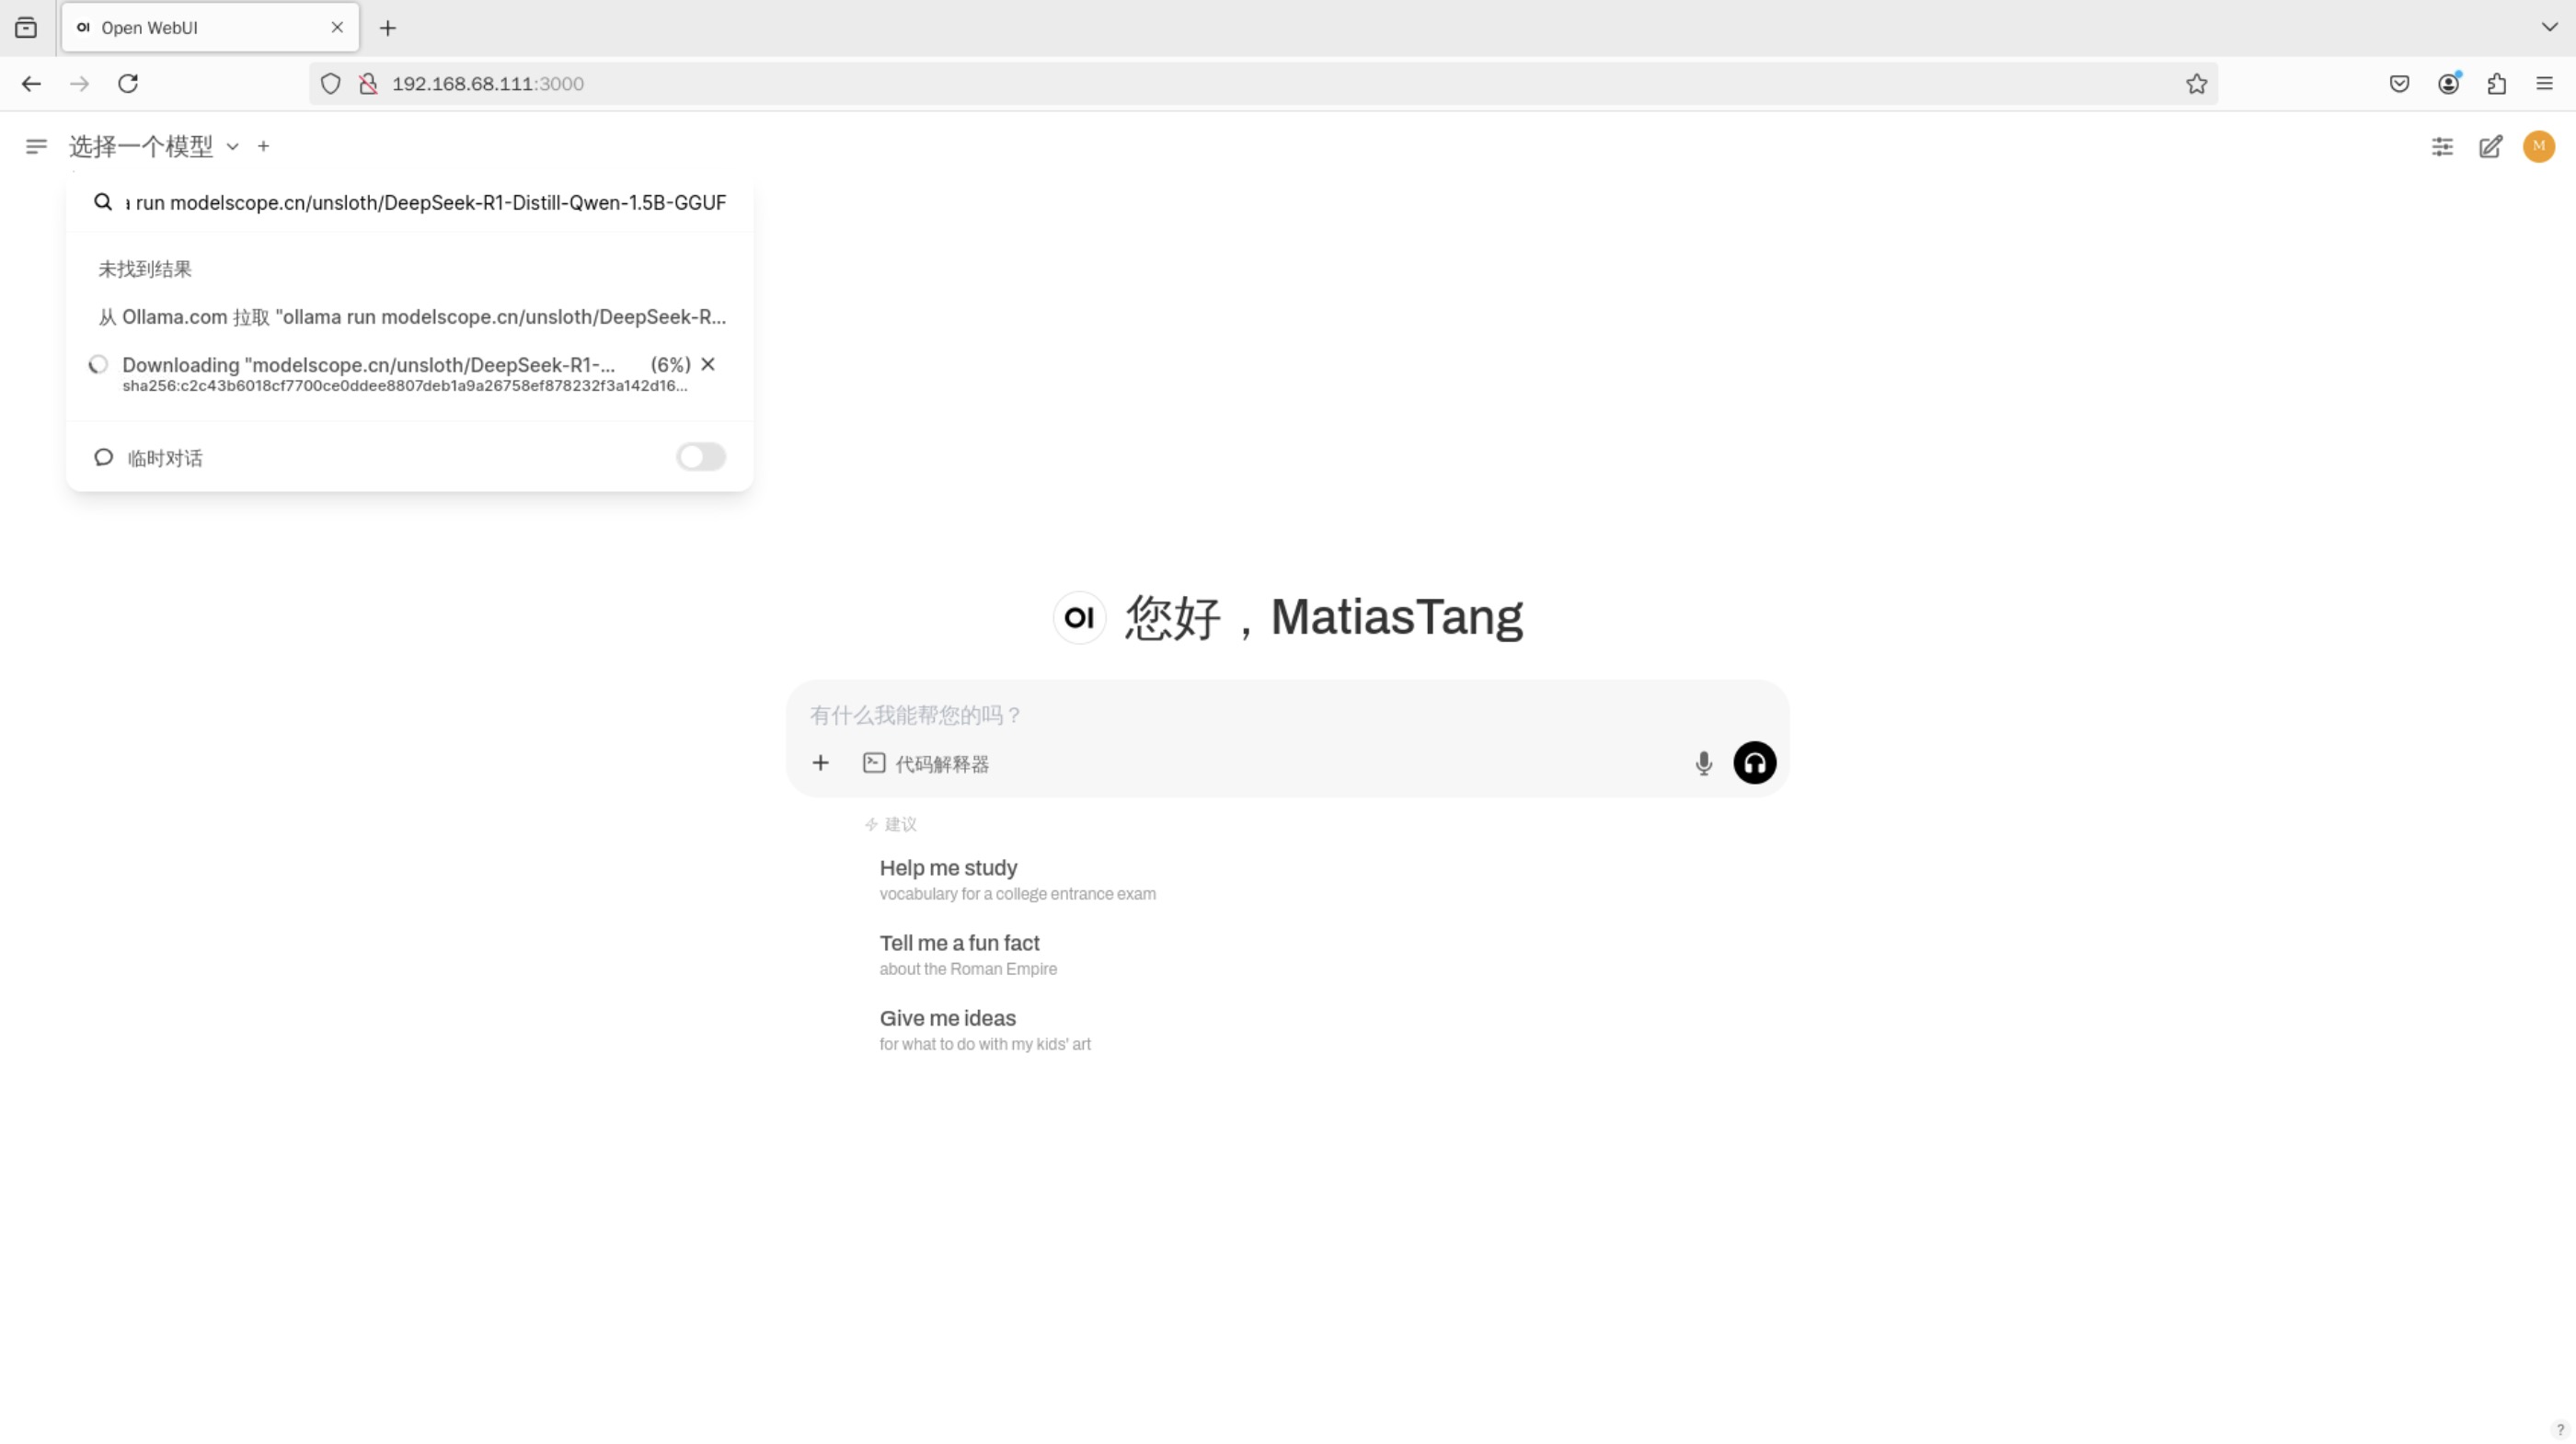 OI Open WebUI
192.168.68.111:3000
选择一个模型
M
run modelscope.cn/unsloth/DeepSeek-R1-Distill-Qwen-1.5B-GGUF
未找到结果
从 Ollama.com 拉取 "ollama run modelscope.cn/unsloth/DeepSeek-R...
Downloading "modelscope.cn/unsloth/DeepSeek-R1-... (6%)
sha256:c2c43b6018cf7700ce0ddee8807deb1a9a26758ef878232f3a142d16...
临时对话
OI 您好，MatiasTang
有什么我能帮您的吗？
代码解释器
建议
Help me study
vocabulary for a college entrance exam
Tell me a fun fact
about the Roman Empire
Give me ideas
for what to do with my kids' art
?